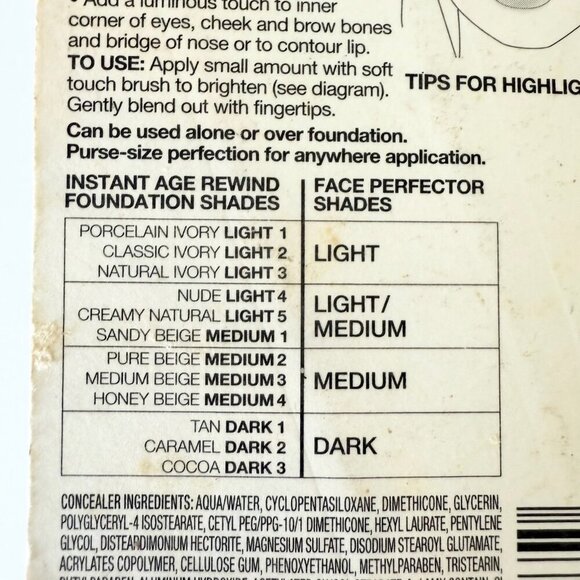 • Add a luminous touch to inner
corner of eyes, cheek and brow bones
and bridge of nose or to contour lip.
TO USE: Apply small amount with soft
touch brush to brighten (see diagram).
Gently blend out with fingertips.
TIPS FOR HIGHLIG
Can be used alone or over foundation.
Purse-size perfection for anywhere application.
INSTANT AGE REWIND
FOUNDATION SHADES
FACE PERFECTOR
SHADES
PORCELAIN IVORY LIGHT 1
CLASSIC IVORY LIGHT 2
NATURAL IVORY LIGHT 3
LIGHT
NUDE LIGHT 4
CREAMY NATURAL LIGHT 5
SANDY BEIGE MEDIUM 1
LIGHT/
MEDIUM
PURE BEIGE MEDIUM 2
MEDIUM BEIGE MEDIUM 3
HONEY BEIGE MEDIUM 4
MEDIUM
TAN DARK 1
CARAMEL DARK 2
COCOA DARK 3
DARK
CONCEALER INGREDIENTS: AQUA/WATER, CYCLOPENTASILOXANE, DIMETHICONE, GLYCERIN,
POLYGLYCERYL-4 ISOSTEARATE, CETYL PEG/PPG-10/1 DIMETHICONE, HEXYL LAURATE, PENTYLENE
GLYCOL, DISTEARDIMONIUM HECTORITE, MAGNESIUM SULFATE, DISODIUM STEAROYL GLUTAMATE,
ACRYLATES COPOLYMER, CELLULOSE GUM, PHENOXYETHANOL, METHYLPARABEN, TRISTEARIN,